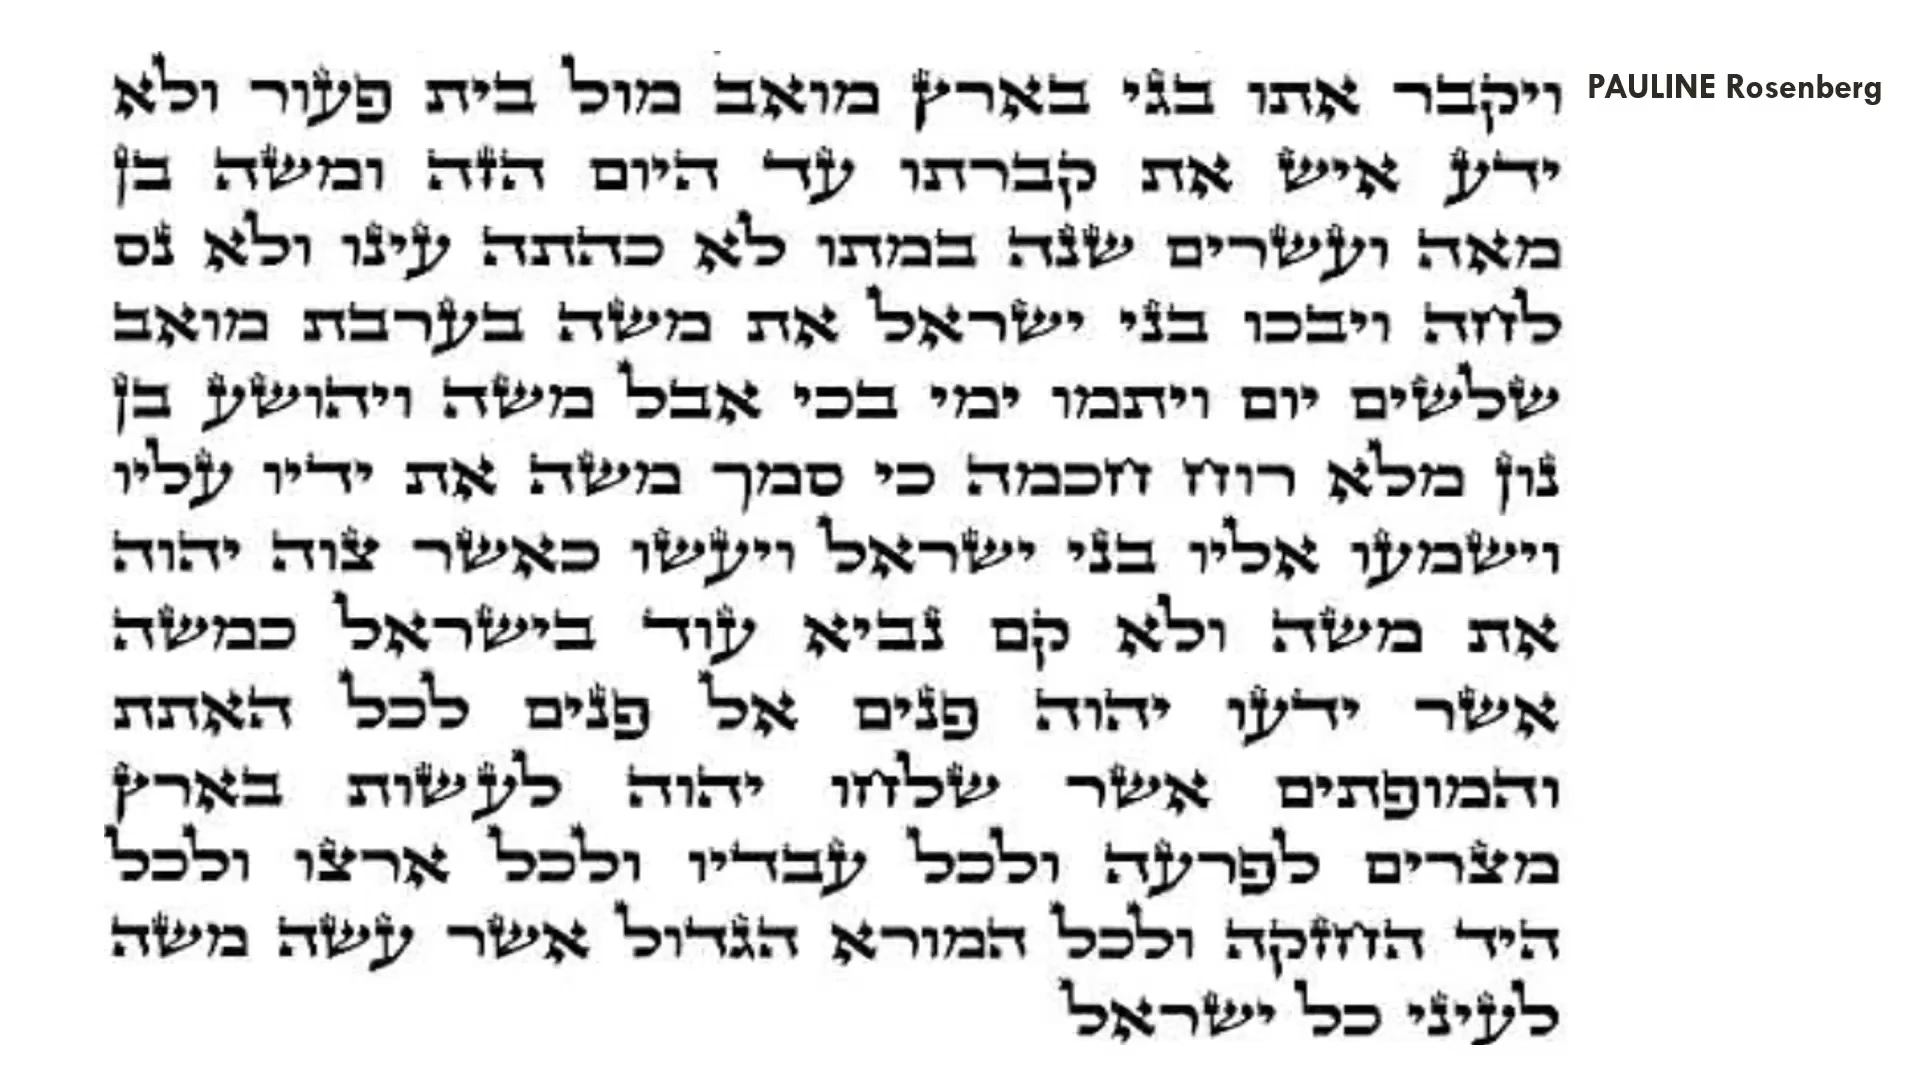 ויקבר אתו בגי בארץ מואב מול בית פעור ולא
ידע איש את קברתו עד היום הזה ומשה בן
מאה ועשרים שנה במתו לא כהתה עינו ולא נס
לחה ויבכו בני ישראל את משה בערבת מואב
שלשים יום ויתמו ימי בכי אבל משה ויהושע בן
נון מלא רוח חכמה כי סמך משה את ידיו עליו
וישמעו אליו בני ישראל ויעשו כאשר צוה יהוה
את משה ולא קם נביא עוד בישראל כמשה
אשר ידעו יהוה פנים אל פנים לכל האתת
והמופתים אשר שלחו יהוה לעשות בארץ
מצרים לפרעה ולכל עבדיו ולכל ארצו ולכל
היד החזקה ולכל המורא הגדול אשר עשה משה
לעיני כל ישראל
PAULINE Rosenberg